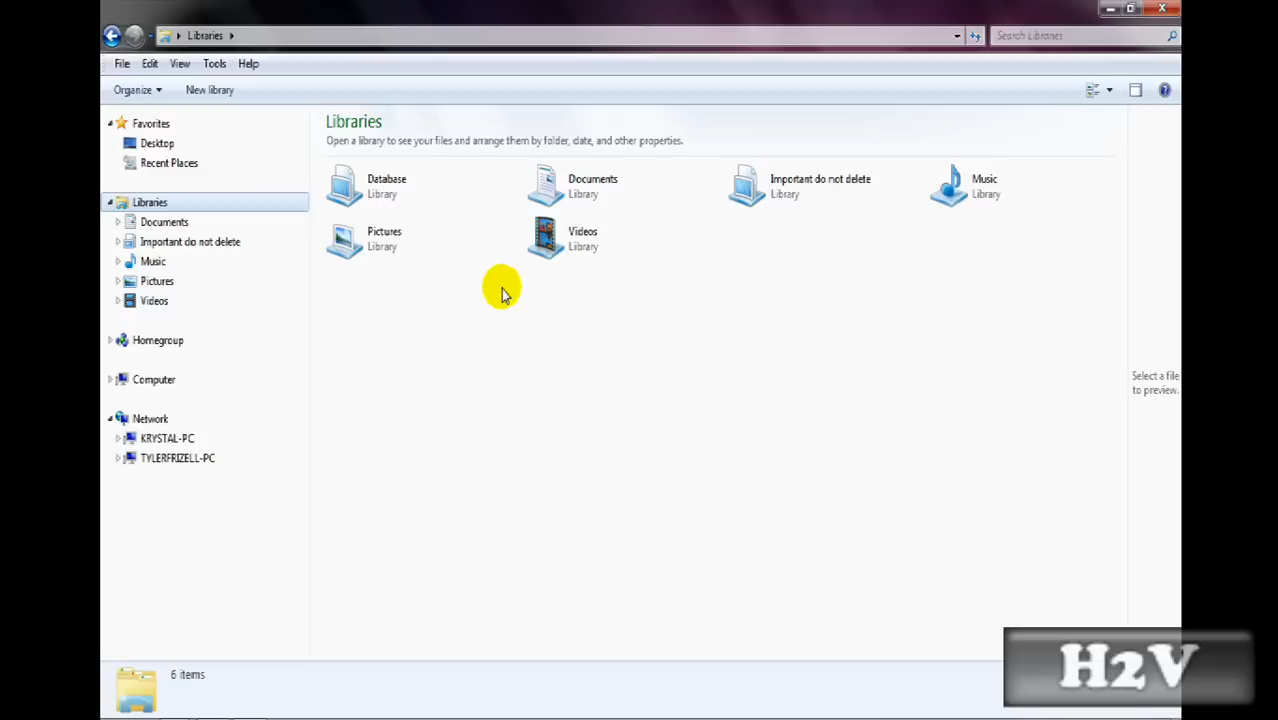 Libraries
Search Libraries
File Edit View Tools Help
Organize New library
Favorites
Desktop
Recent Places
Libraries
Documents
Important do not delete
Music
Pictures
Videos
Homegroup
Computer
Network
KRYSTAL-PC
TYLERFRIZELL-PC
Libraries
Open a library to see your files and arrange them by folder, date, and other properties.
Database
Library
Documents
Library
Important do not delete
Library
Music
Library
Pictures
Library
Videos
Library
Select a file
to preview.
6 items
H2V